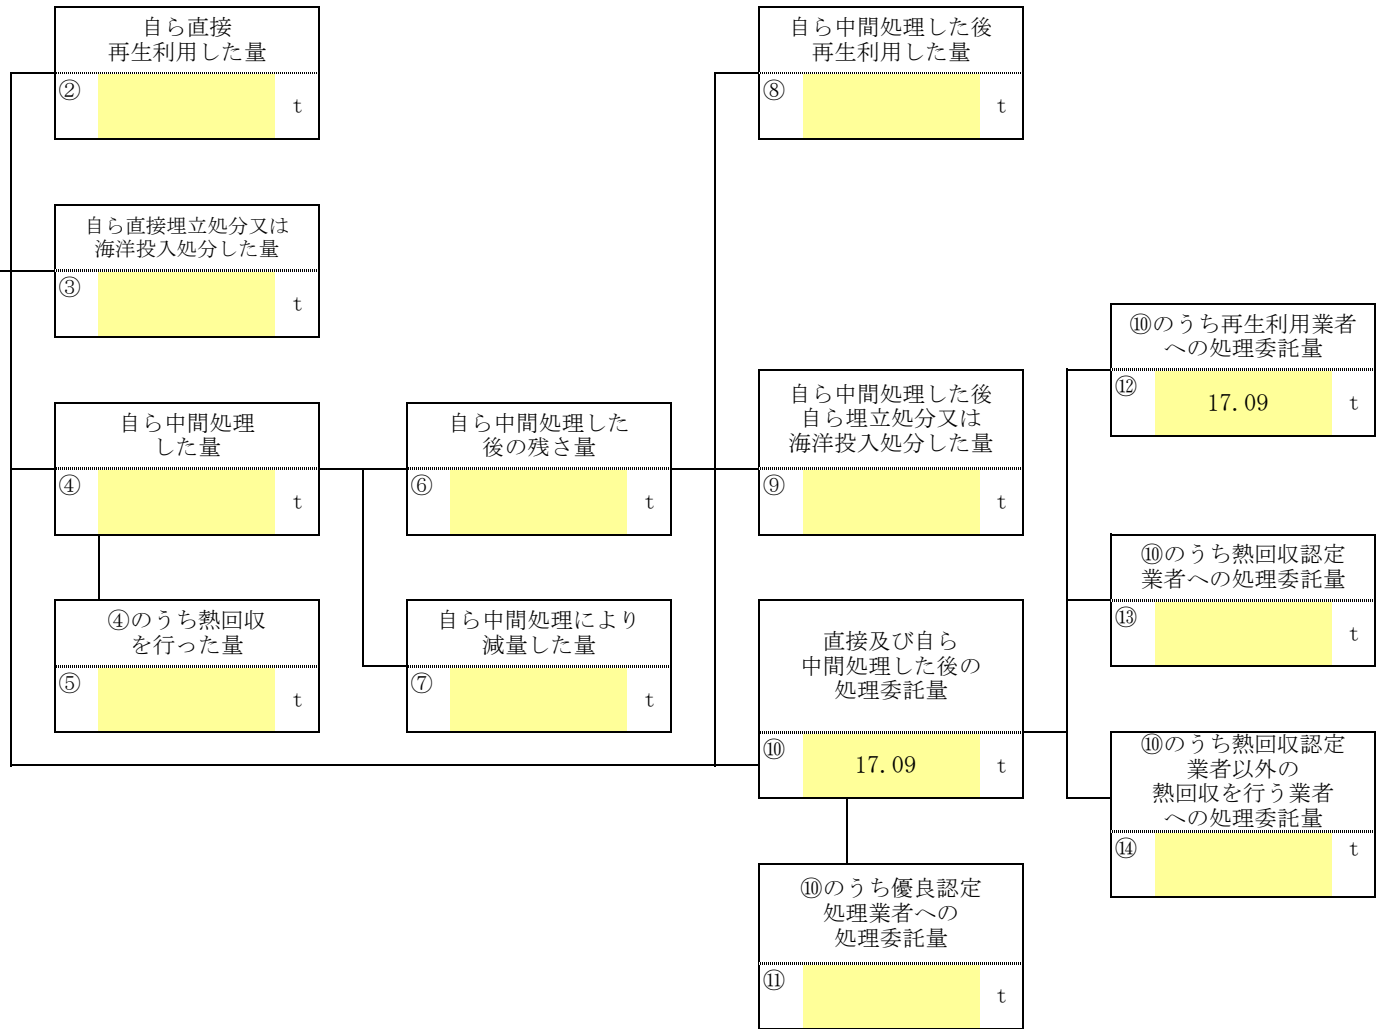 自ら直接
再生利用した量
②
t
自ら中間処理した後
再生利用した量
⑧
t
自ら直接埋立処分又は
海洋投入処分した量
③
t
⑩のうち再生利用業者
への処理委託量
⑫
17.09
t
自ら中間処理
した量
④
t
自ら中間処理した
後の残さ量
⑥
t
自ら中間処理した後
自ら埋立処分又は
海洋投入処分した量
⑨
t
⑩のうち熱回収認定
業者への処理委託量
⑬
t
④のうち熱回収
を行った量
⑤
t
自ら中間処理により
減量した量
⑦
t
直接及び自ら
中間処理した後の
処理委託量
⑩
17.09
t
⑩のうち熱回収認定
業者以外の
熱回収を行う業者
への処理委託量
⑭
t
⑩のうち優良認定
処理業者への
処理委託量
⑪
t